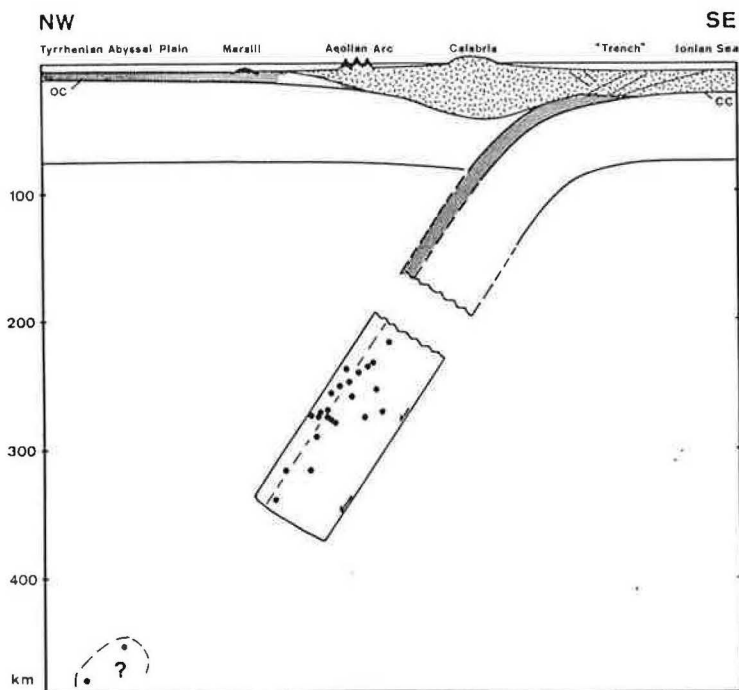 NW SE
Tyrrhenian Abyssal Plain Marsili Aeolian Arc Calabria "Trench" Ionian Sea
OC CC
100
200
300
400
km ?